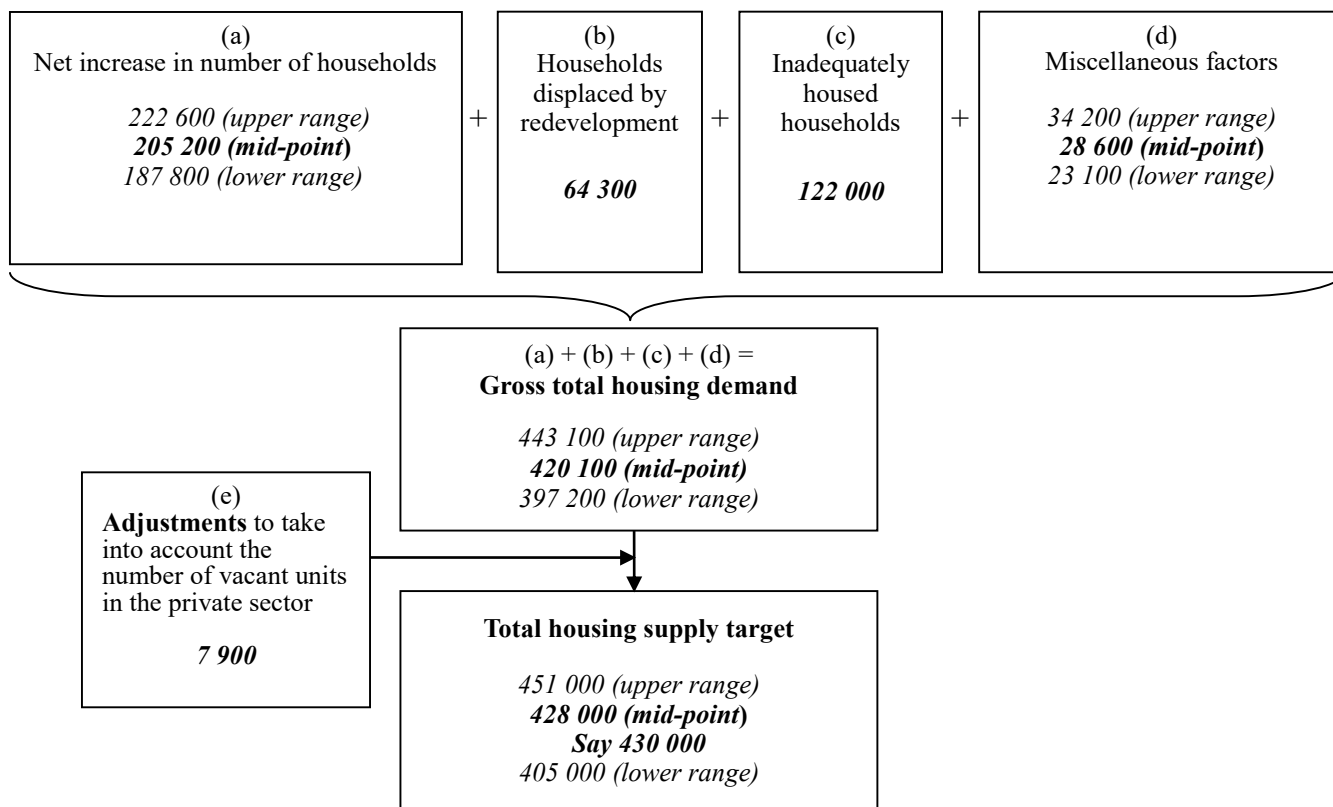 (a)
Net increase in number of households
222 600 (upper range)
205 200 (mid-point)
187 800 (lower range)
+
(b)
Households
displaced by
redevelopment
64 300
+
(c)
Inadequately
housed
households
122 000
+
(d)
Miscellaneous factors
34 200 (upper range)
28 600 (mid-point)
23 100 (lower range)
(a) + (b) + (c) + (d) =
Gross total housing demand
443 100 (upper range)
420 100 (mid-point)
397 200 (lower range)
(e)
Adjustments to take
into account the
number of vacant units
in the private sector
7 900
Total housing supply target
451 000 (upper range)
428 000 (mid-point)
Say 430 000
405 000 (lower range)